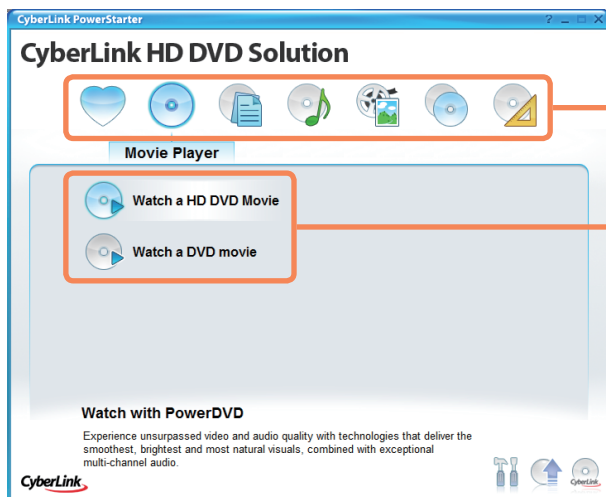 CyberLink PowerStarter
CyberLink HD DVD Solution
Movie Player
Watch a HD DVD Movie
Watch a DVD movie
Watch with PowerDVD
Experience unsurpassed video and audio quality with technologies that deliver the
smoothest, brightest and most natural visuals, combined with exceptional
multi-channel audio.
CyberLink
CyberLink